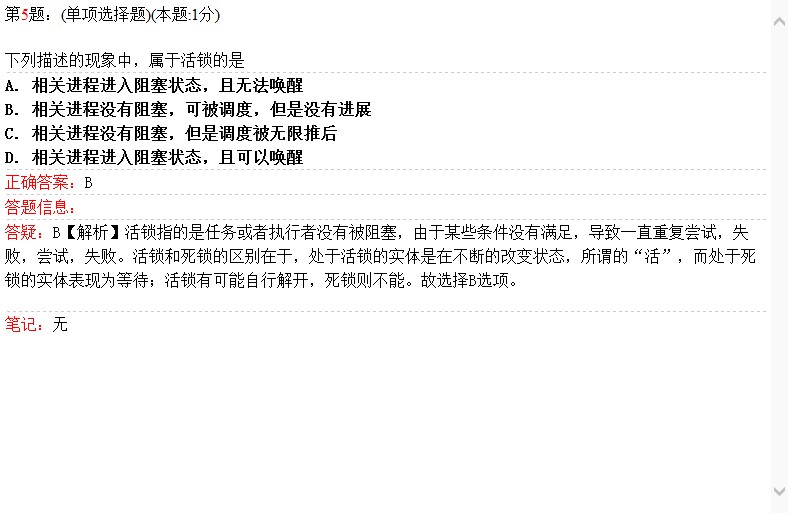 第5题：(单项选择题)(本题:1分)
下列描述的现象中，属于活锁的是
A. 相关进程进入阻塞状态，且无法唤醒
B. 相关进程没有阻塞，可被调度，但是没有进展
C. 相关进程没有阻塞，但是调度被无限推后
D. 相关进程进入阻塞状态，且可以唤醒
正确答案：B
答题信息：
答疑：B【解析】活锁指的是任务或者执行者没有被阻塞，由于某些条件没有满足，导致一直重复尝试，失
败，尝试，失败。活锁和死锁的区别在于，处于活锁的实体是在不断的改变状态，所谓的“活”，而处于死
锁的实体表现为等待；活锁有可能自行解开，死锁则不能。故选择B选项。
笔记：无